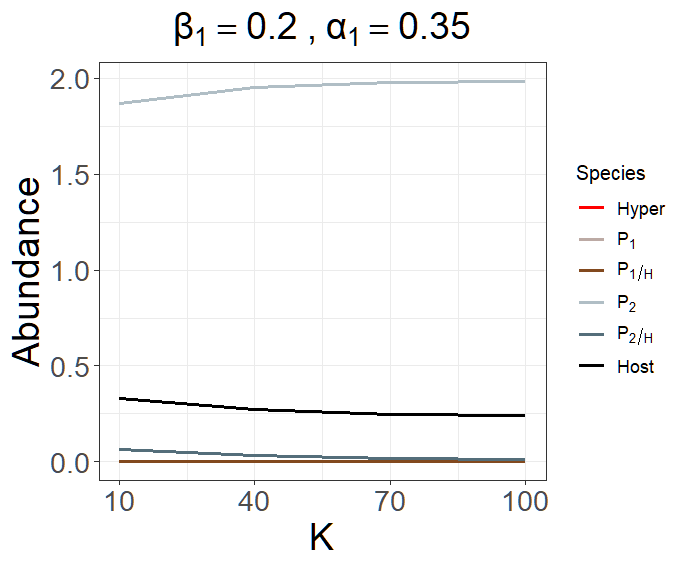 β₁ = 0.2 , α₁ = 0.35
Abundance
2.0
1.5
1.0
0.5
0.0
10 40 70 100
K
Species
Hyper
P₁
P₁/H
P₂
P₂/H
Host